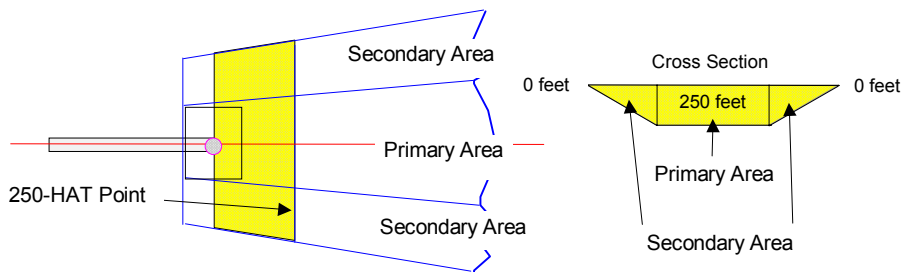 Secondary Area
Primary Area
250-HAT Point
Secondary Area
Cross Section
0 feet
0 feet
250 feet
Primary Area
Secondary Area